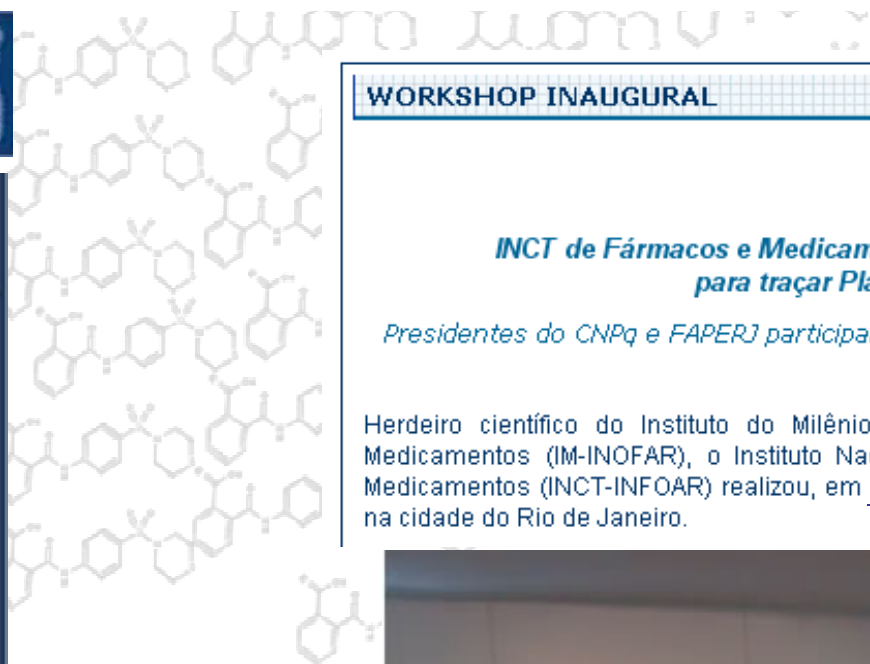 WORKSHOP INAUGURAL
INCT de Fármacos e Medicam
para traçar Pla
Presidentes do CNPq e FAPERJ participa
Herdeiro científico do Instituto do Milênio
Medicamentos (IM-INOFAR), o Instituto Na
Medicamentos (INCT-INFOAR) realizou, em
na cidade do Rio de Janeiro.